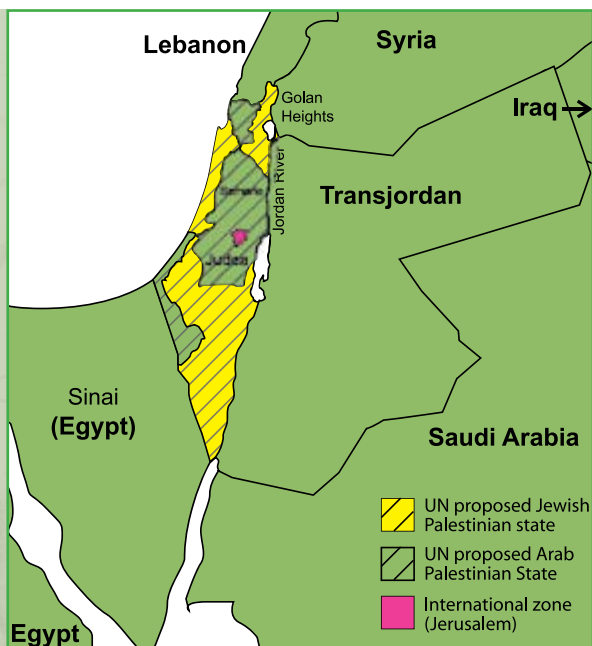 Lebanon
Syria
Golan
Heights
Iraq
Jordan River
Transjordan
Judea
Sinai
(Egypt)
Saudi Arabia
UN proposed Jewish
Palestinian state
UN proposed Arab
Palestinian State
International zone
(Jerusalem)
Egypt